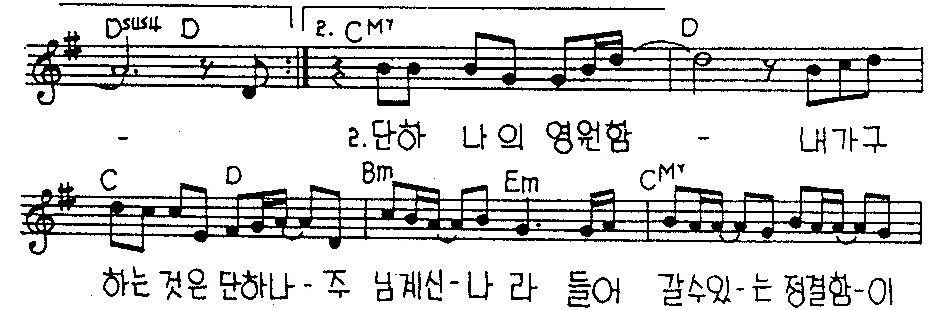 Dsus4 D 2. CM7 D
- 2.단하 나의 영원함 - 내가구
C D Bm Em CM7
하는 것은 단하나-주 님계신-나 라 들어 갈수있-는 정결함-이